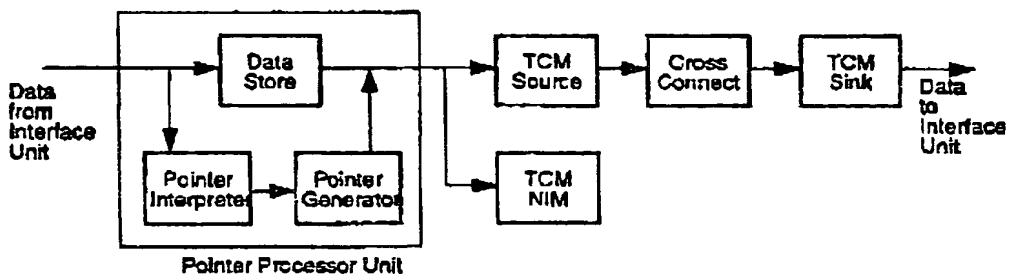 Data
from
Interface
Unit
Data
Store
Pointer
Interpreter
Pointer
Generator
Pointer Processor Unit
TCM
Source
TCM
NIM
Cross
Connect
TCM
Sink
Data
to
Interface
Unit